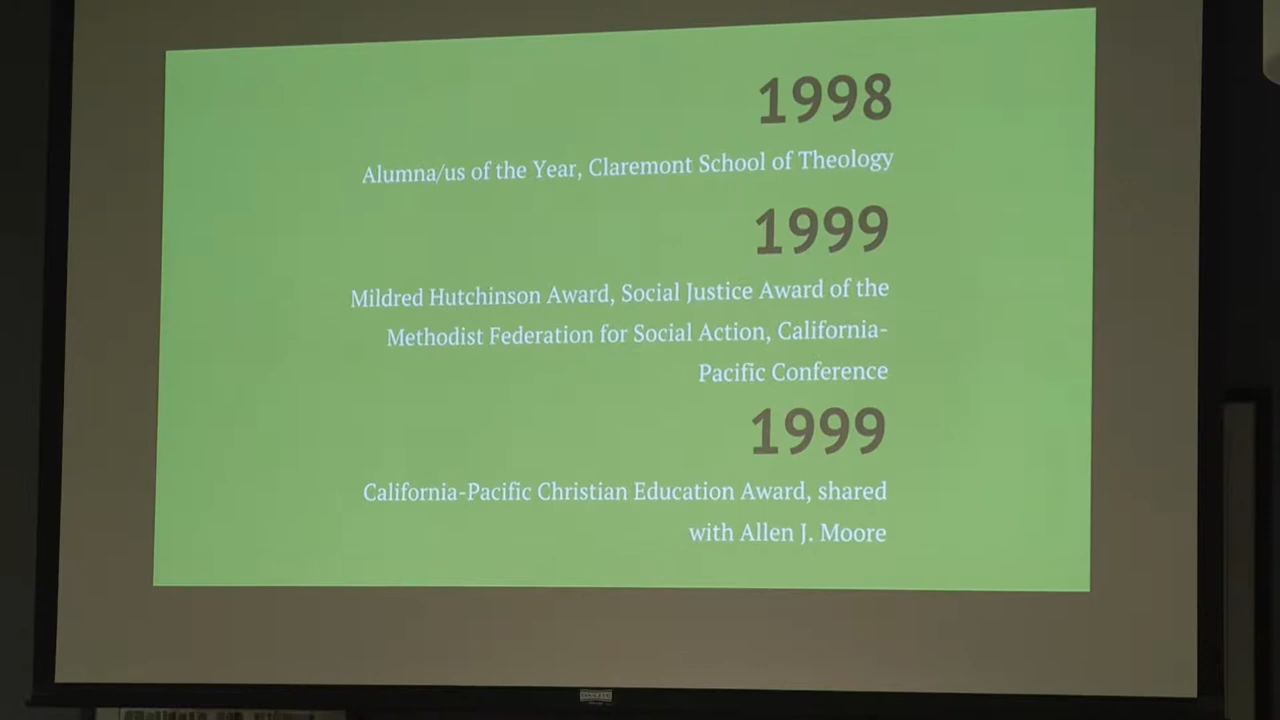 1998
Alumna/us of the Year, Claremont School of Theology
1999
Mildred Hutchinson Award, Social Justice Award of the
Methodist Federation for Social Action, California-
Pacific Conference
1999
California-Pacific Christian Education Award, shared
with Allen J. Moore